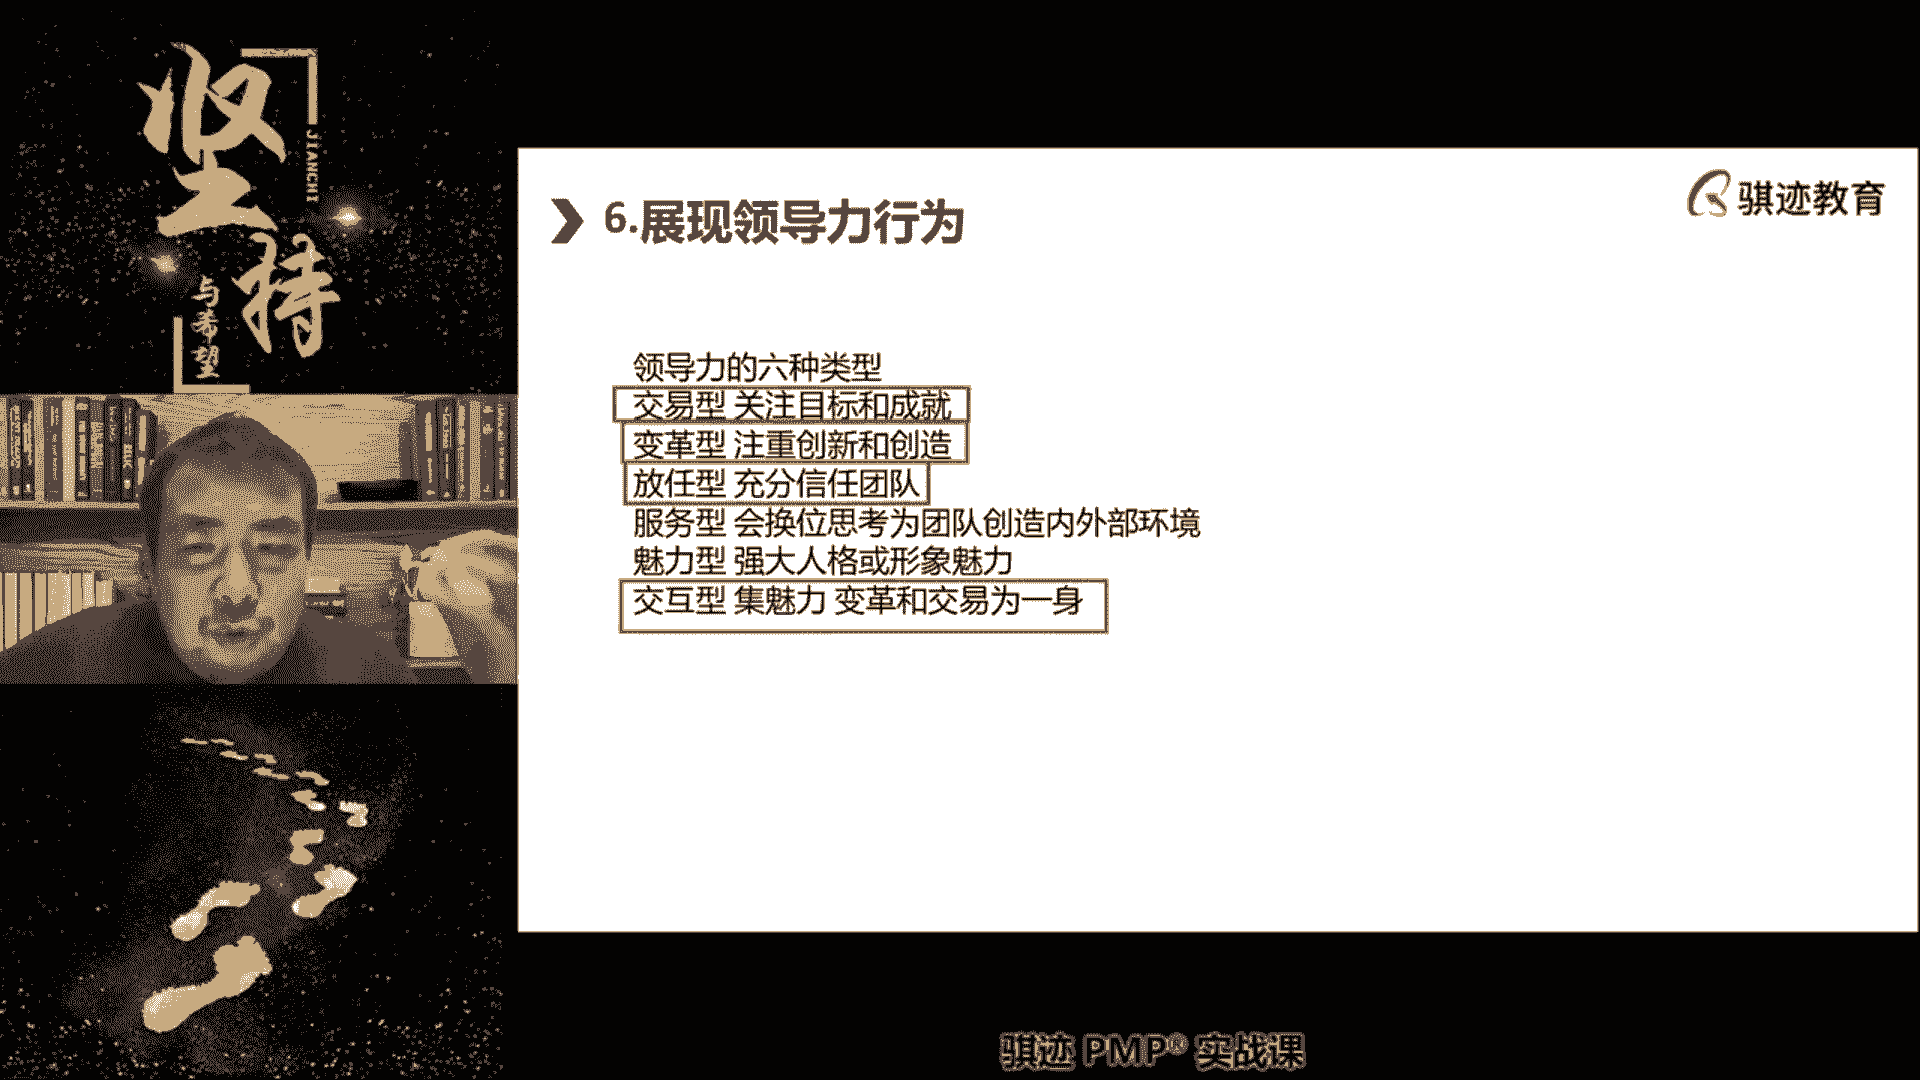 坚持
JIANCHI
与希望
骐迹教育
6.展现领导力行为
领导力的六种类型
交易型 关注目标和成就
变革型 注重创新和创造
放任型 充分信任团队
服务型 会换位思考为团队创造内外部环境
魅力型 强大人格或形象魅力
交互型 集魅力 变革和交易为一身
骐迹 PMP® 实战课